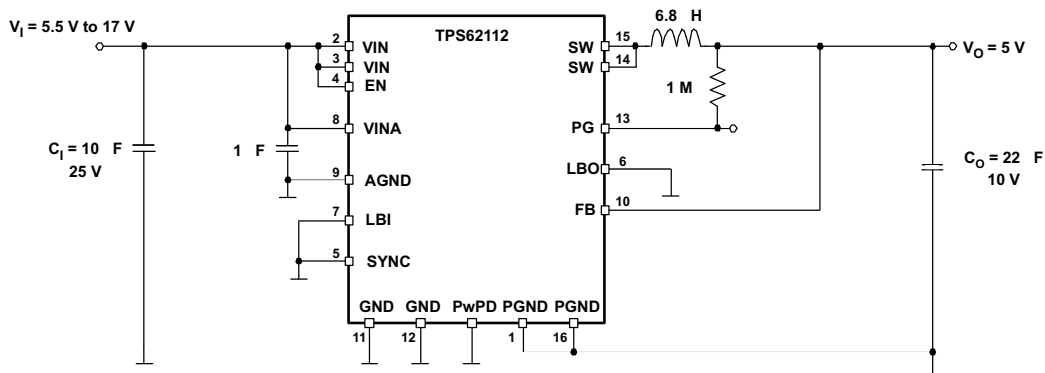 V_I = 5.5 V to 17 V
TPS62112
6.8 H
2 VIN
3 VIN
4 EN
8 VINA
9 AGND
7 LBI
5 SYNC
SW 15
SW 14
1 M
PG 13
LBO 6
FB 10
V_O = 5 V
C_I = 10 F
25 V
1 F
C_O = 22 F
10 V
GND GND PwPD PGND PGND
11 12 1 16